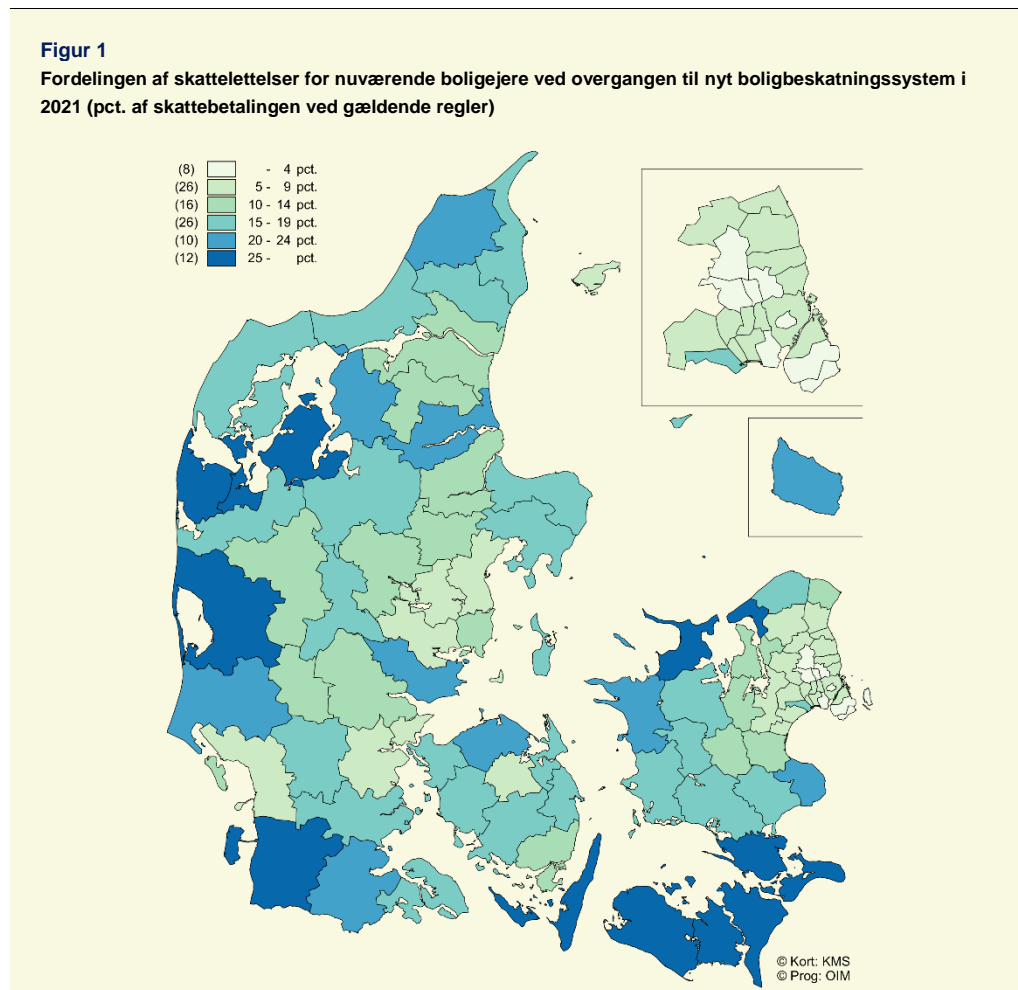 Figur 1
Fordelingen af skattelettelser for nuværende boligejere ved overgangen til nyt boligbeskatningssystem i
2021 (pct. af skattebetalingen ved gældende regler)
(8) - 4 pct.
(26) 5 - 9 pct.
(16) 10 - 14 pct.
(26) 15 - 19 pct.
(10) 20 - 24 pct.
(12) 25 - pct.
© Kort: KMS
© Prog: OIM